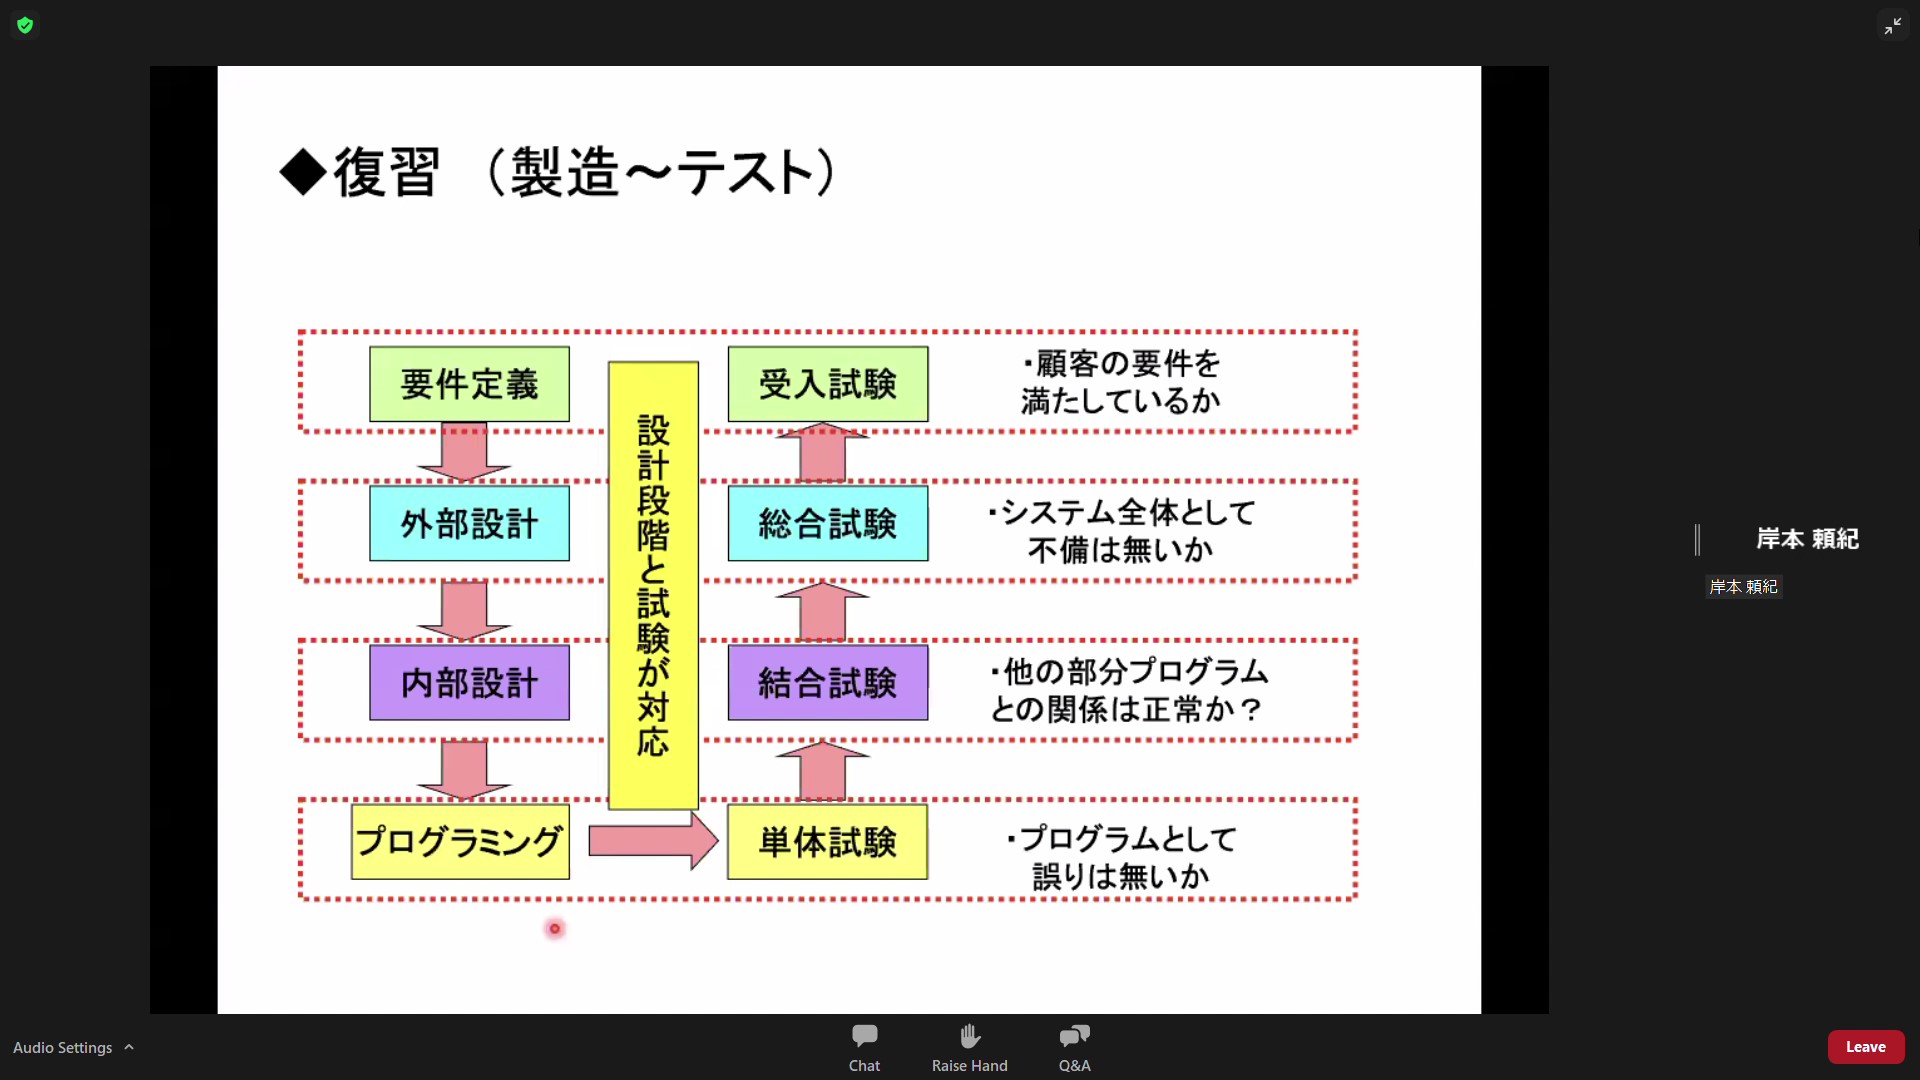 ◆復習 （製造～テスト）
要件定義
受入試験
・顧客の要件を
満たしているか
外部設計
総合試験
・システム全体として
不備は無いか
設計段階と試験が対応
内部設計
結合試験
・他の部分プログラム
との関係は正常か？
プログラミング
単体試験
・プログラムとして
誤りは無いか
岸本 頼紀
岸本 頼紀
Audio Settings
Chat
Raise Hand
Q&A
Leave